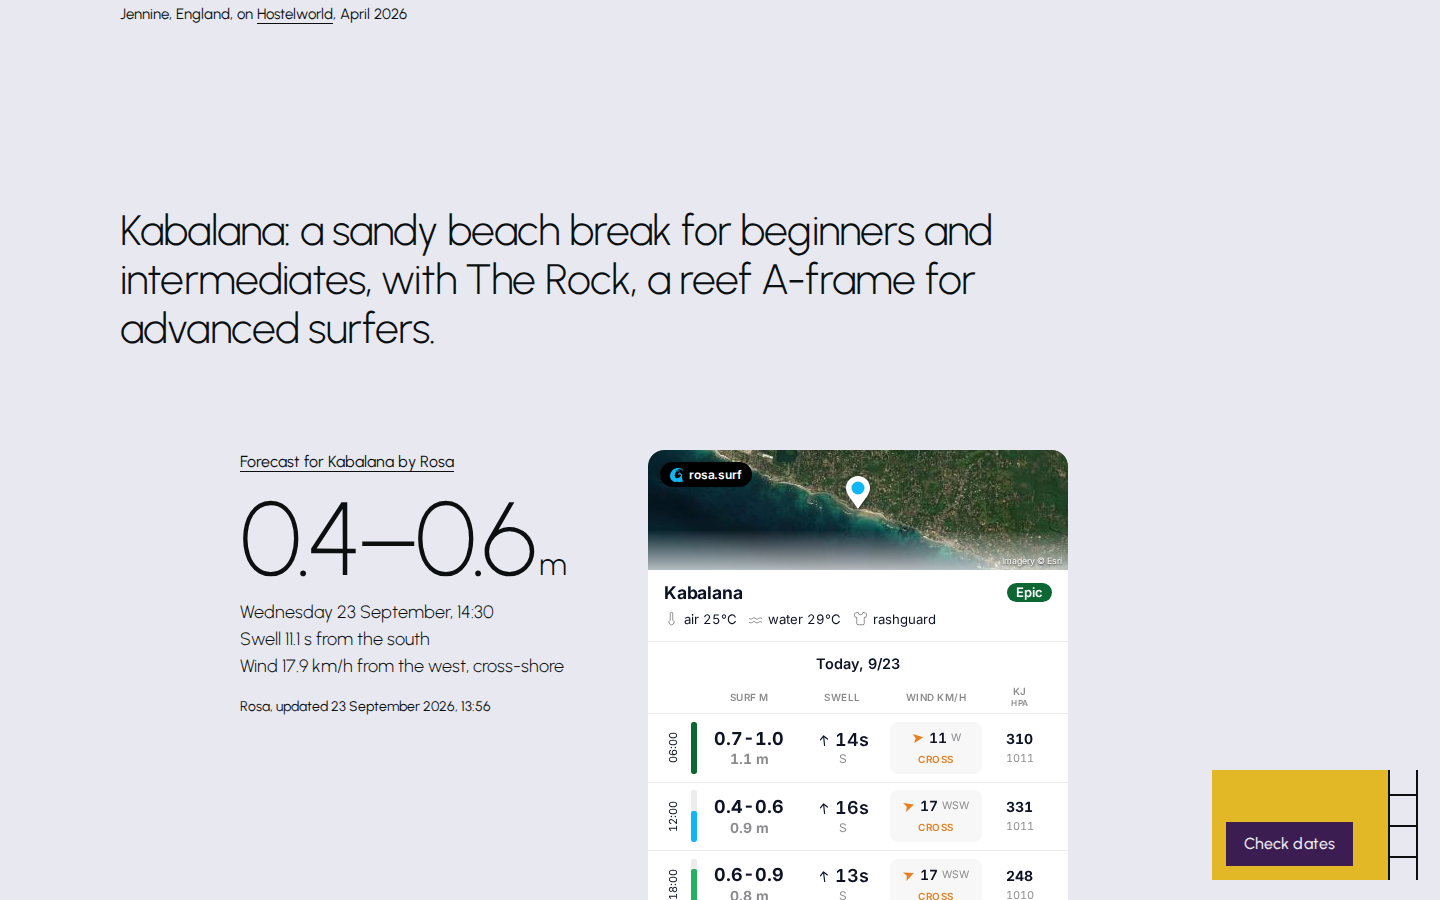 Jennine, England, on Hostelworld, April 2026
Kabalana: a sandy beach break for beginners and
intermediates, with The Rock, a reef A-frame for
advanced surfers.
Forecast for Kabalana by Rosa
0.4–0.6 m
Wednesday 23 September, 14:30
Swell 11.1 s from the south
Wind 17.9 km/h from the west, cross-shore
Rosa, updated 23 September 2026, 13:56
rosa.surf
Imagery © Esri
Kabalana
Epic
air 25°C water 29°C rashguard
Today, 9/23
SURF M SWELL WIND KM/H KJ
HPA
06:00 0.7-1.0 ↑ 14s 11 W 310
1.1 m S CROSS 1011
12:00 0.4-0.6 ↑ 16s 17 WSW 331
0.9 m S CROSS 1011
18:00 0.6-0.9 ↑ 13s 17 WSW 248
0.8 m S CROSS 1010
Check dates